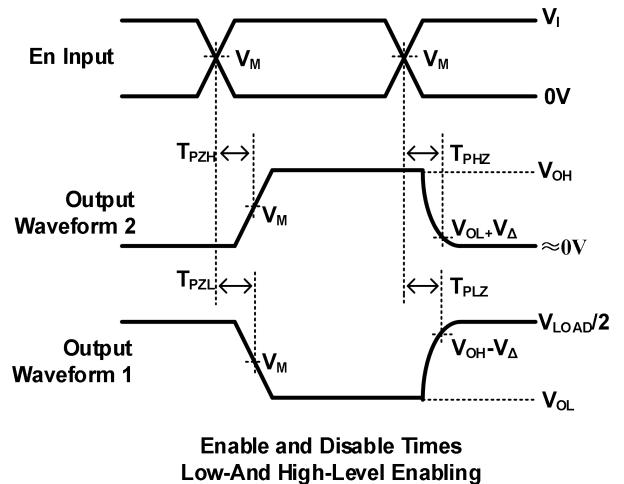 V_I
En Input
V_M
V_M
0V
T_PZH
T_PHZ
V_OH
Output
Waveform 2
V_M
V_OL+V_Δ
≈0V
T_PZL
T_PLZ
V_LOAD/2
Output
Waveform 1
V_M
V_OH-V_Δ
V_OL
Enable and Disable Times
Low-And High-Level Enabling